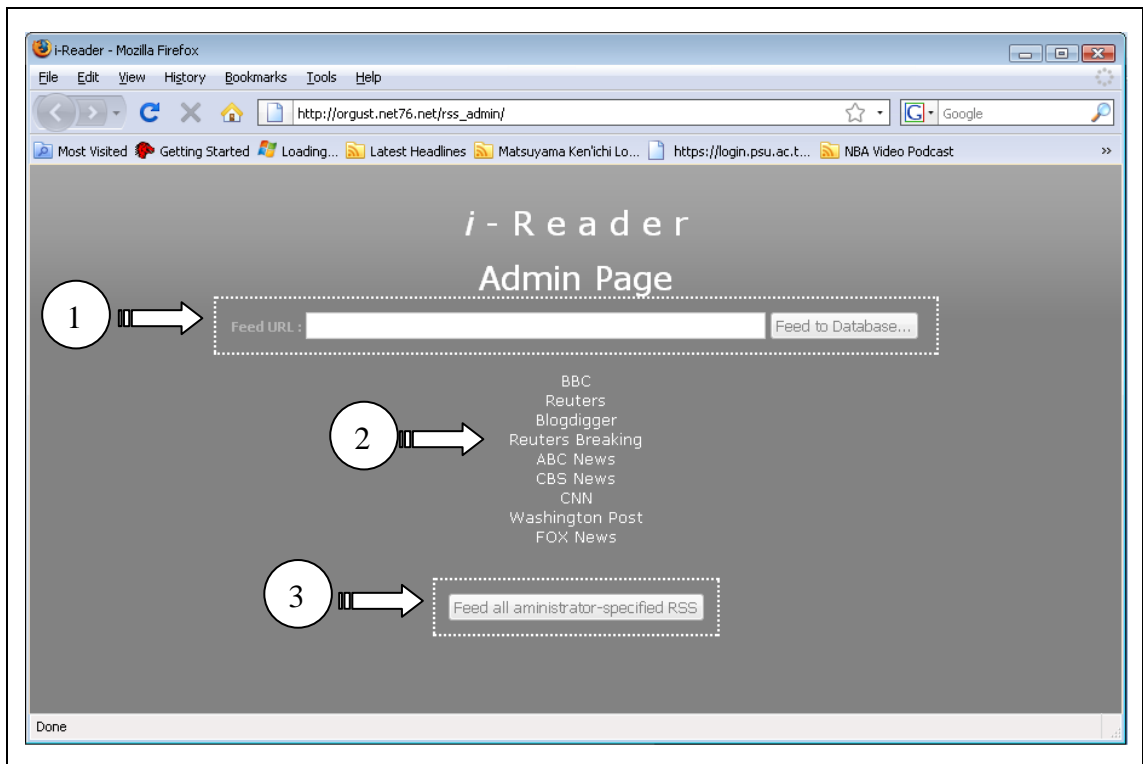 i-Reader - Mozilla Firefox
File Edit View History Bookmarks Tools Help
http://orgust.net76.net/rss_admin/
G Google
Most Visited Getting Started Loading... Latest Headlines Matsuyama Ken'ichi Lo... https://login.psu.ac.t... NBA Video Podcast »
i - R e a d e r
Admin Page
1
Feed URL : Feed to Database...
BBC
Reuters
Blogdigger
2
Reuters Breaking
ABC News
CBS News
CNN
Washington Post
FOX News
3
Feed all aministrator-specified RSS
Done